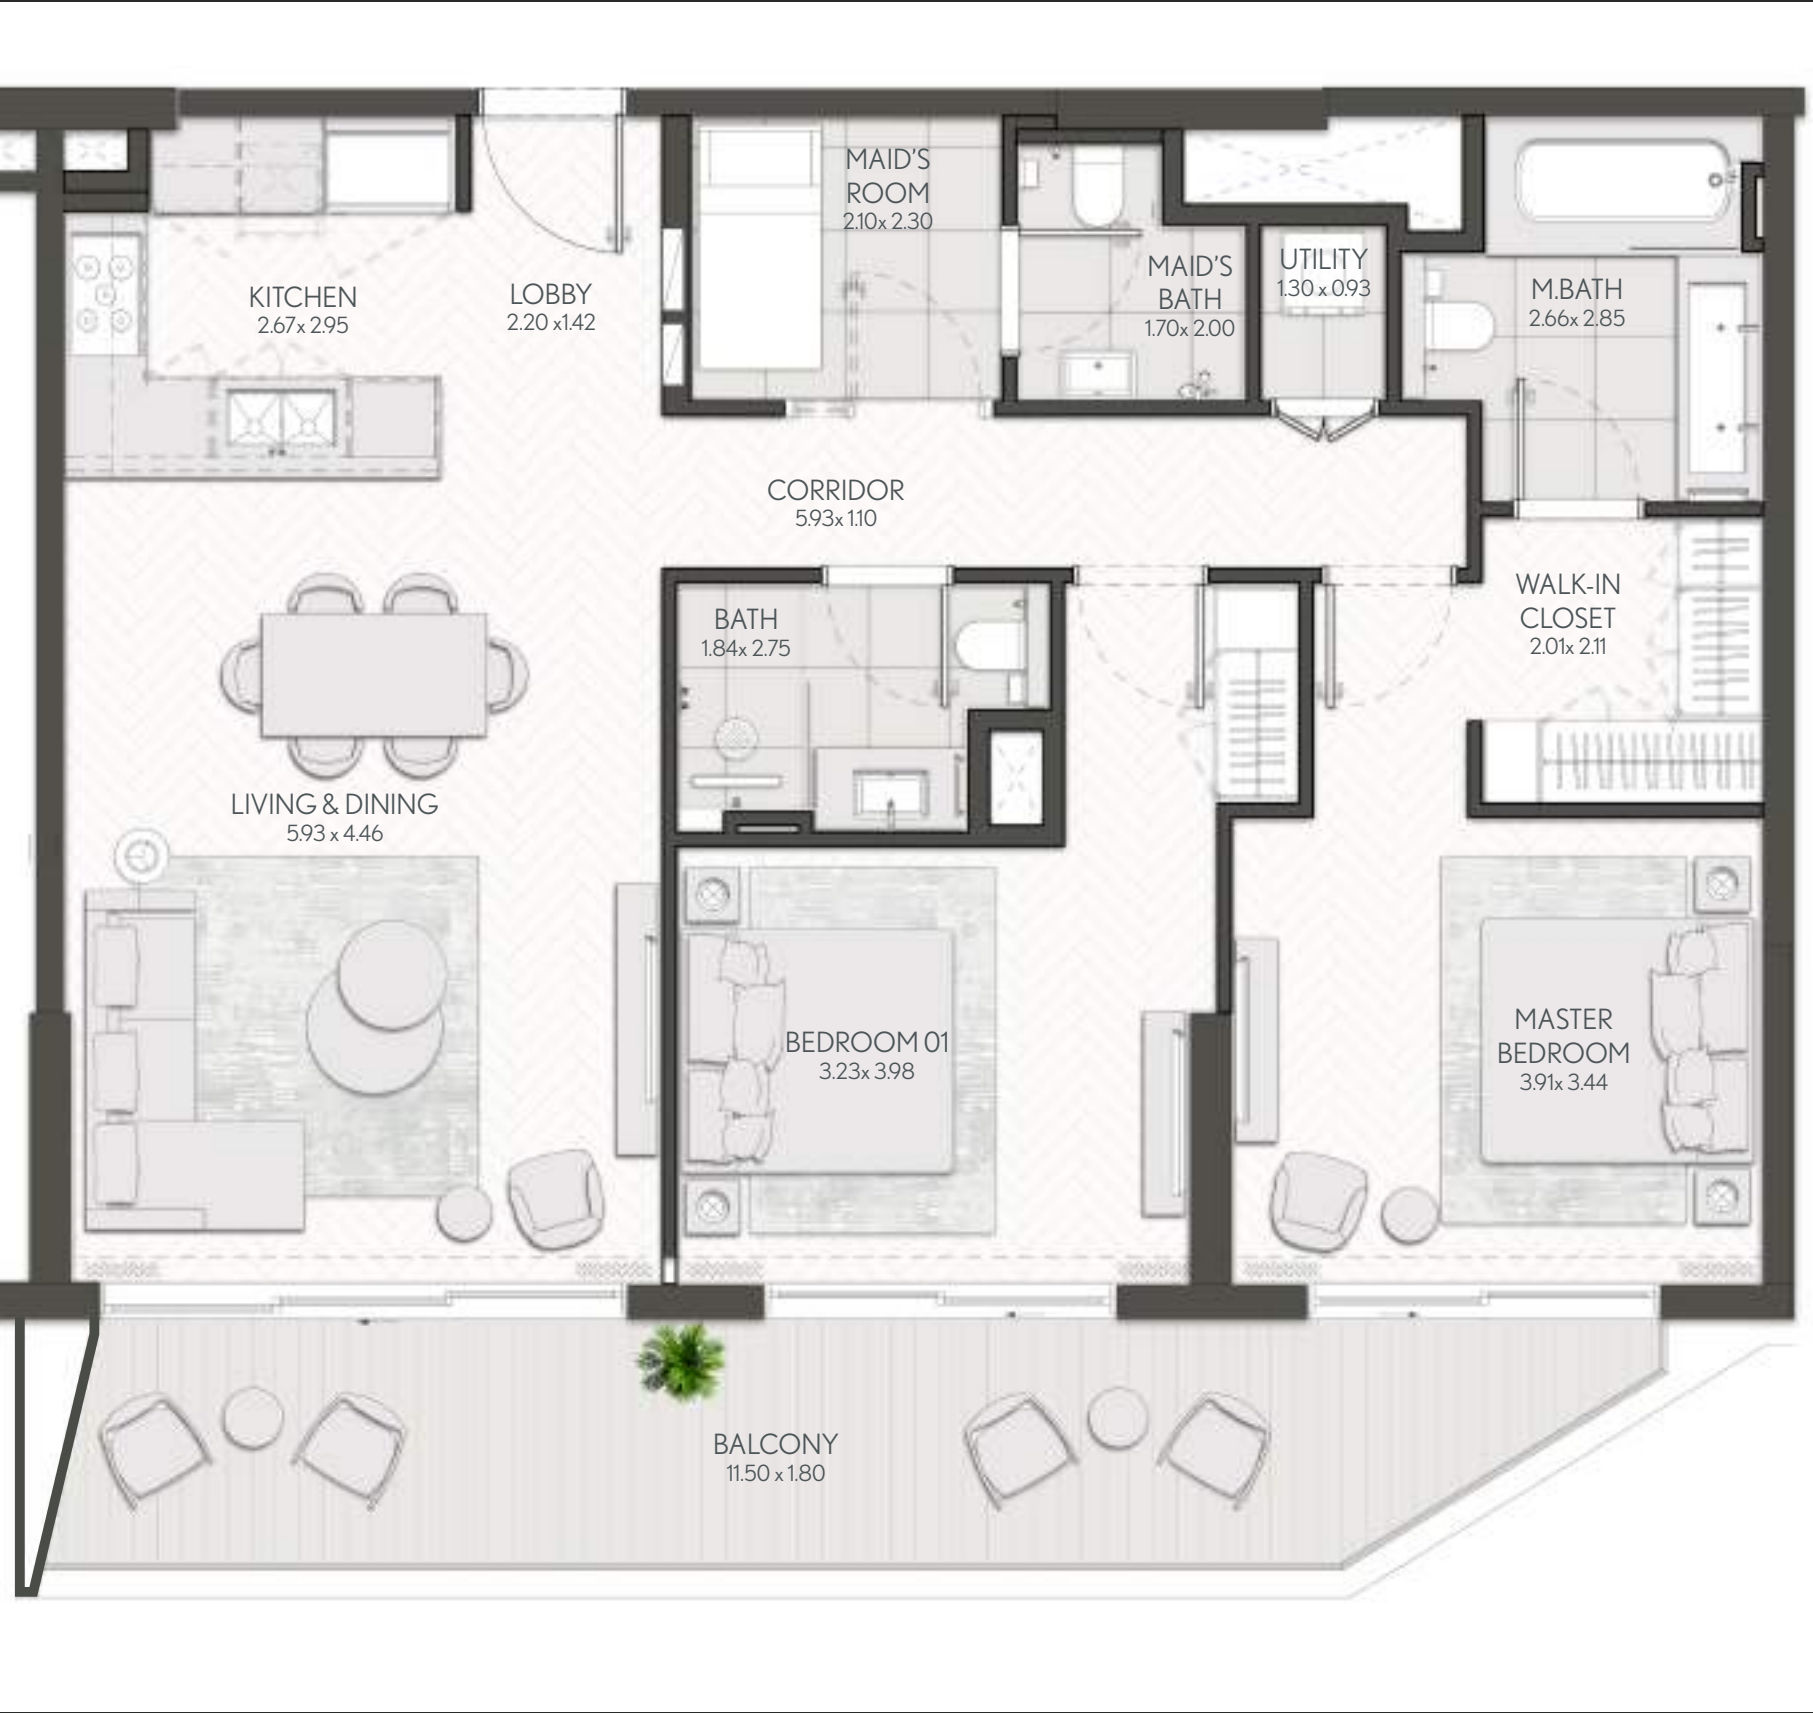 MAID'S
ROOM
2.10x 2.30
KITCHEN
2.67x 2.95
LOBBY
2.20 x1.42
MAID'S
BATH
1.70x 2.00
UTILITY
1.30 x 0.93
M.BATH
2.66x 2.85
CORRIDOR
5.93x 1.10
BATH
1.84x 2.75
WALK-IN
CLOSET
2.01x 2.11
LIVING & DINING
5.93 x 4.46
BEDROOM 01
3.23x 3.98
MASTER
BEDROOM
3.91x 3.44
BALCONY
11.50 x 1.80